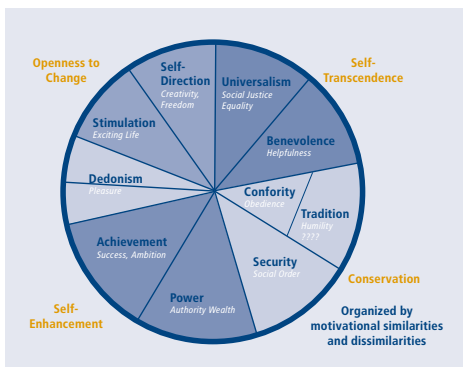 Openness to
Change
Self-
Transcendence
Self-
Direction
Creativity,
Freedom
Universalism
Social Justice
Equality
Stimulation
Exciting Life
Benevolence
Helpfulness
Dedonism
Pleasure
Confority
Obedience
Tradition
Humility
????
Achievement
Success, Ambition
Security
Social Order
Power
Authority Wealth
Conservation
Self-
Enhancement
Organized by
motivational similarities
and dissimilarities